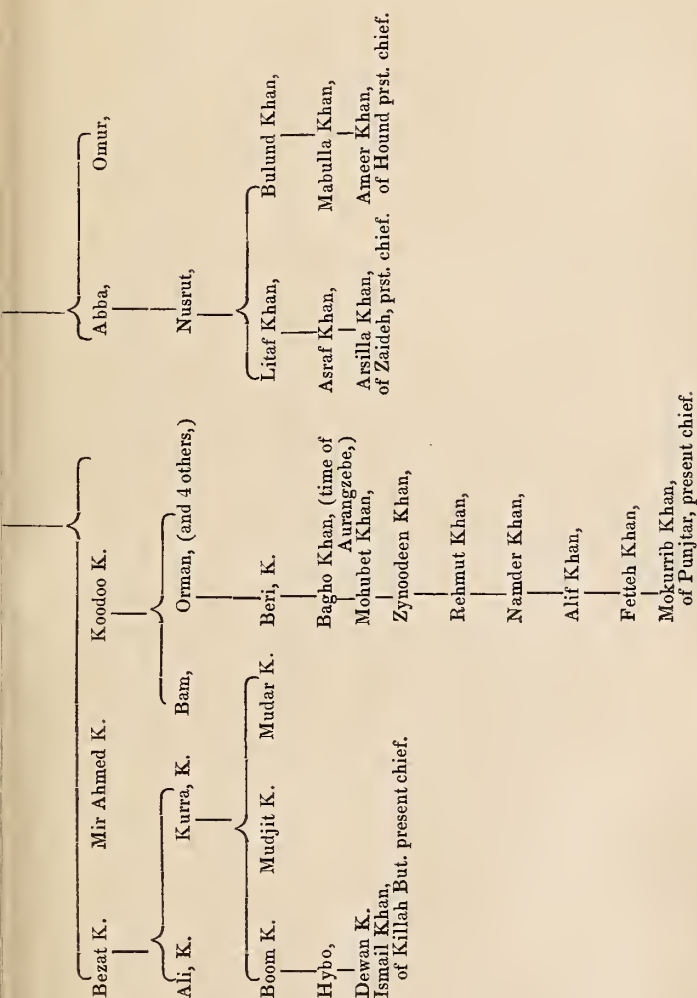 Bezat K. Mir Ahmed K. Koodoo K. Abba, Omur,
Ali, K. Kurra, K. Bam, Orman, (and 4 others,) Nusrut,
Boom K. Mudjit K. Mudar K. Beri, K. Litaf Khan, Bulund Khan,
Hybo, Bagho Khan, (time of Asraf Khan, Mabulla Khan,
Aurangzebe,)
Dewan K. Mohubet Khan, Arsilla Khan, Ameer Khan,
Ismail Khan, of Zaideh, prst. chief. of Hound prst. chief.
of Killah But. present chief. Zynoodeen Khan,
Rehmut Khan,
Namder Khan,
Alif Khan,
Fetteh Khan,
Mokurrib Khan,
of Punjtar, present chief.